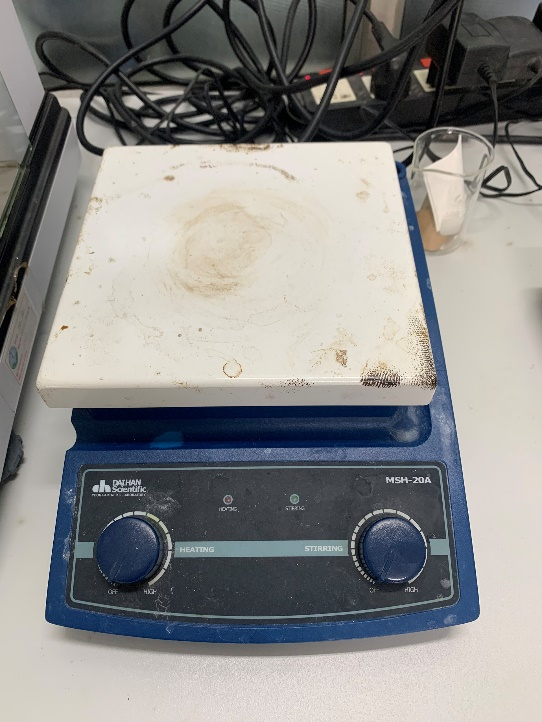 DAIHAN
Scientific
MSH-20A
HEATING
STIRRING
HEATING
STIRRING
OFF
HIGH
HIGH